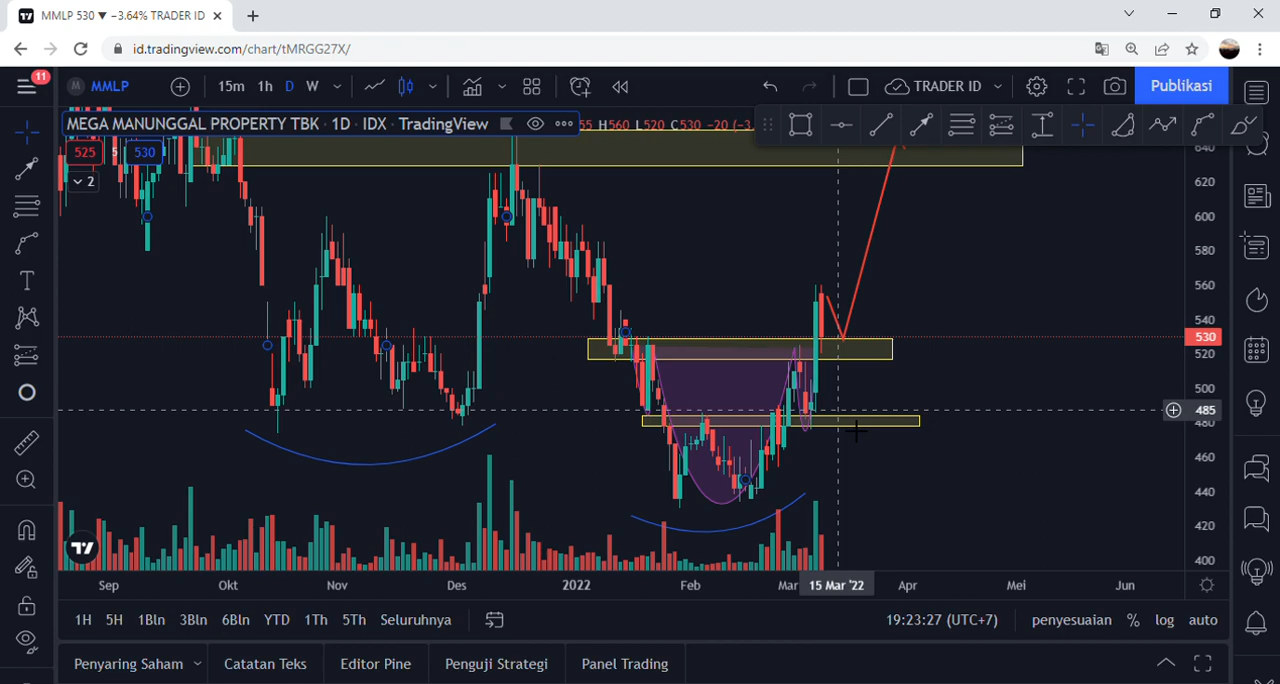 MMLP 530 ▼ −3.64% TRADER ID
id.tradingview.com/chart/tMRGG27X/
11
MMLP
15m 1h D W
TRADER ID
Publikasi
MEGA MANUNGGAL PROPERTY TBK · 1D · IDX · TradingView
H560 L520 C530 −20 (−3.
525
530
2
640
620
600
580
560
540
530
520
500
485
480
460
440
420
400
Sep Okt Nov Des 2022 Feb Mar 15 Mar '22 Apr Mei Jun
1H 5H 1Bln 3Bln 6Bln YTD 1Th 5Th Seluruhnya
19:23:27 (UTC+7)
penyesuaian % log auto
Penyaring Saham Catatan Teks Editor Pine Penguji Strategi Panel Trading